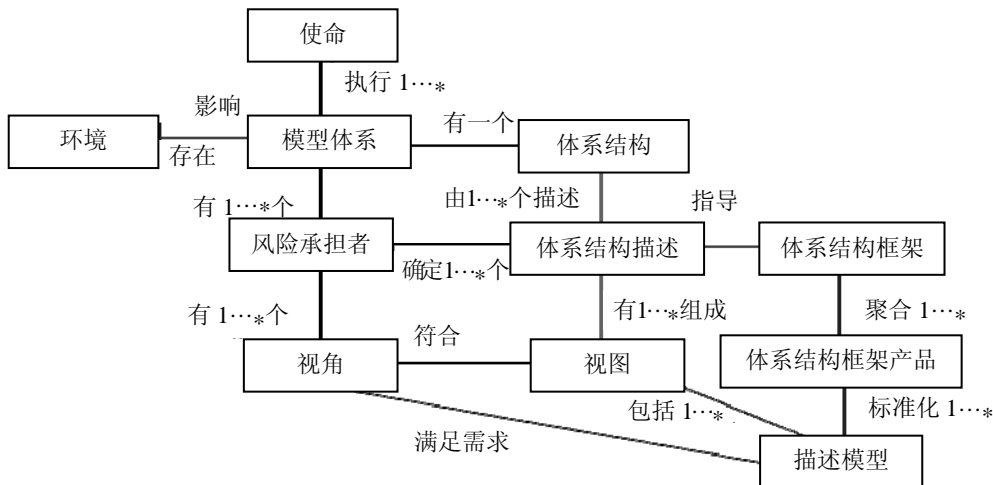 使命
执行 1…*
影响
环境
存在
模型体系
有一个
体系结构
有 1…*个
由1…*个描述
指导
风险承担者
确定1…*个
体系结构描述
体系结构框架
有 1…*个
符合
有1…*组成
聚合 1…*
视角
视图
体系结构框架产品
包括 1…*
标准化 1…*
满足需求
描述模型